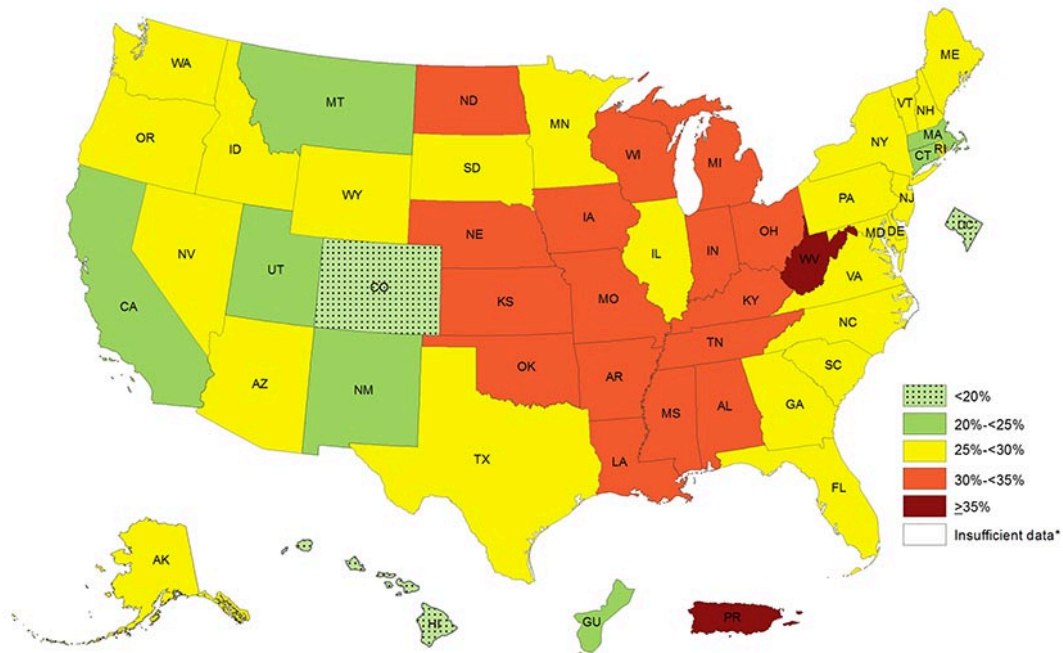 WA
MT
ND
MN
ME
VT
NH
OR
ID
SD
WI
MI
NY
MA
CT
RI
WY
IA
PA
NJ
NE
IL
IN
OH
MD
DE
DC
NV
UT
CO
WV
VA
CA
KS
MO
KY
NC
TN
AZ
NM
OK
AR
SC
MS
AL
GA
TX
LA
FL
AK
HI
GU
PR
<20%
20%-<25%
25%-<30%
30%-<35%
≥35%
Insufficient data*